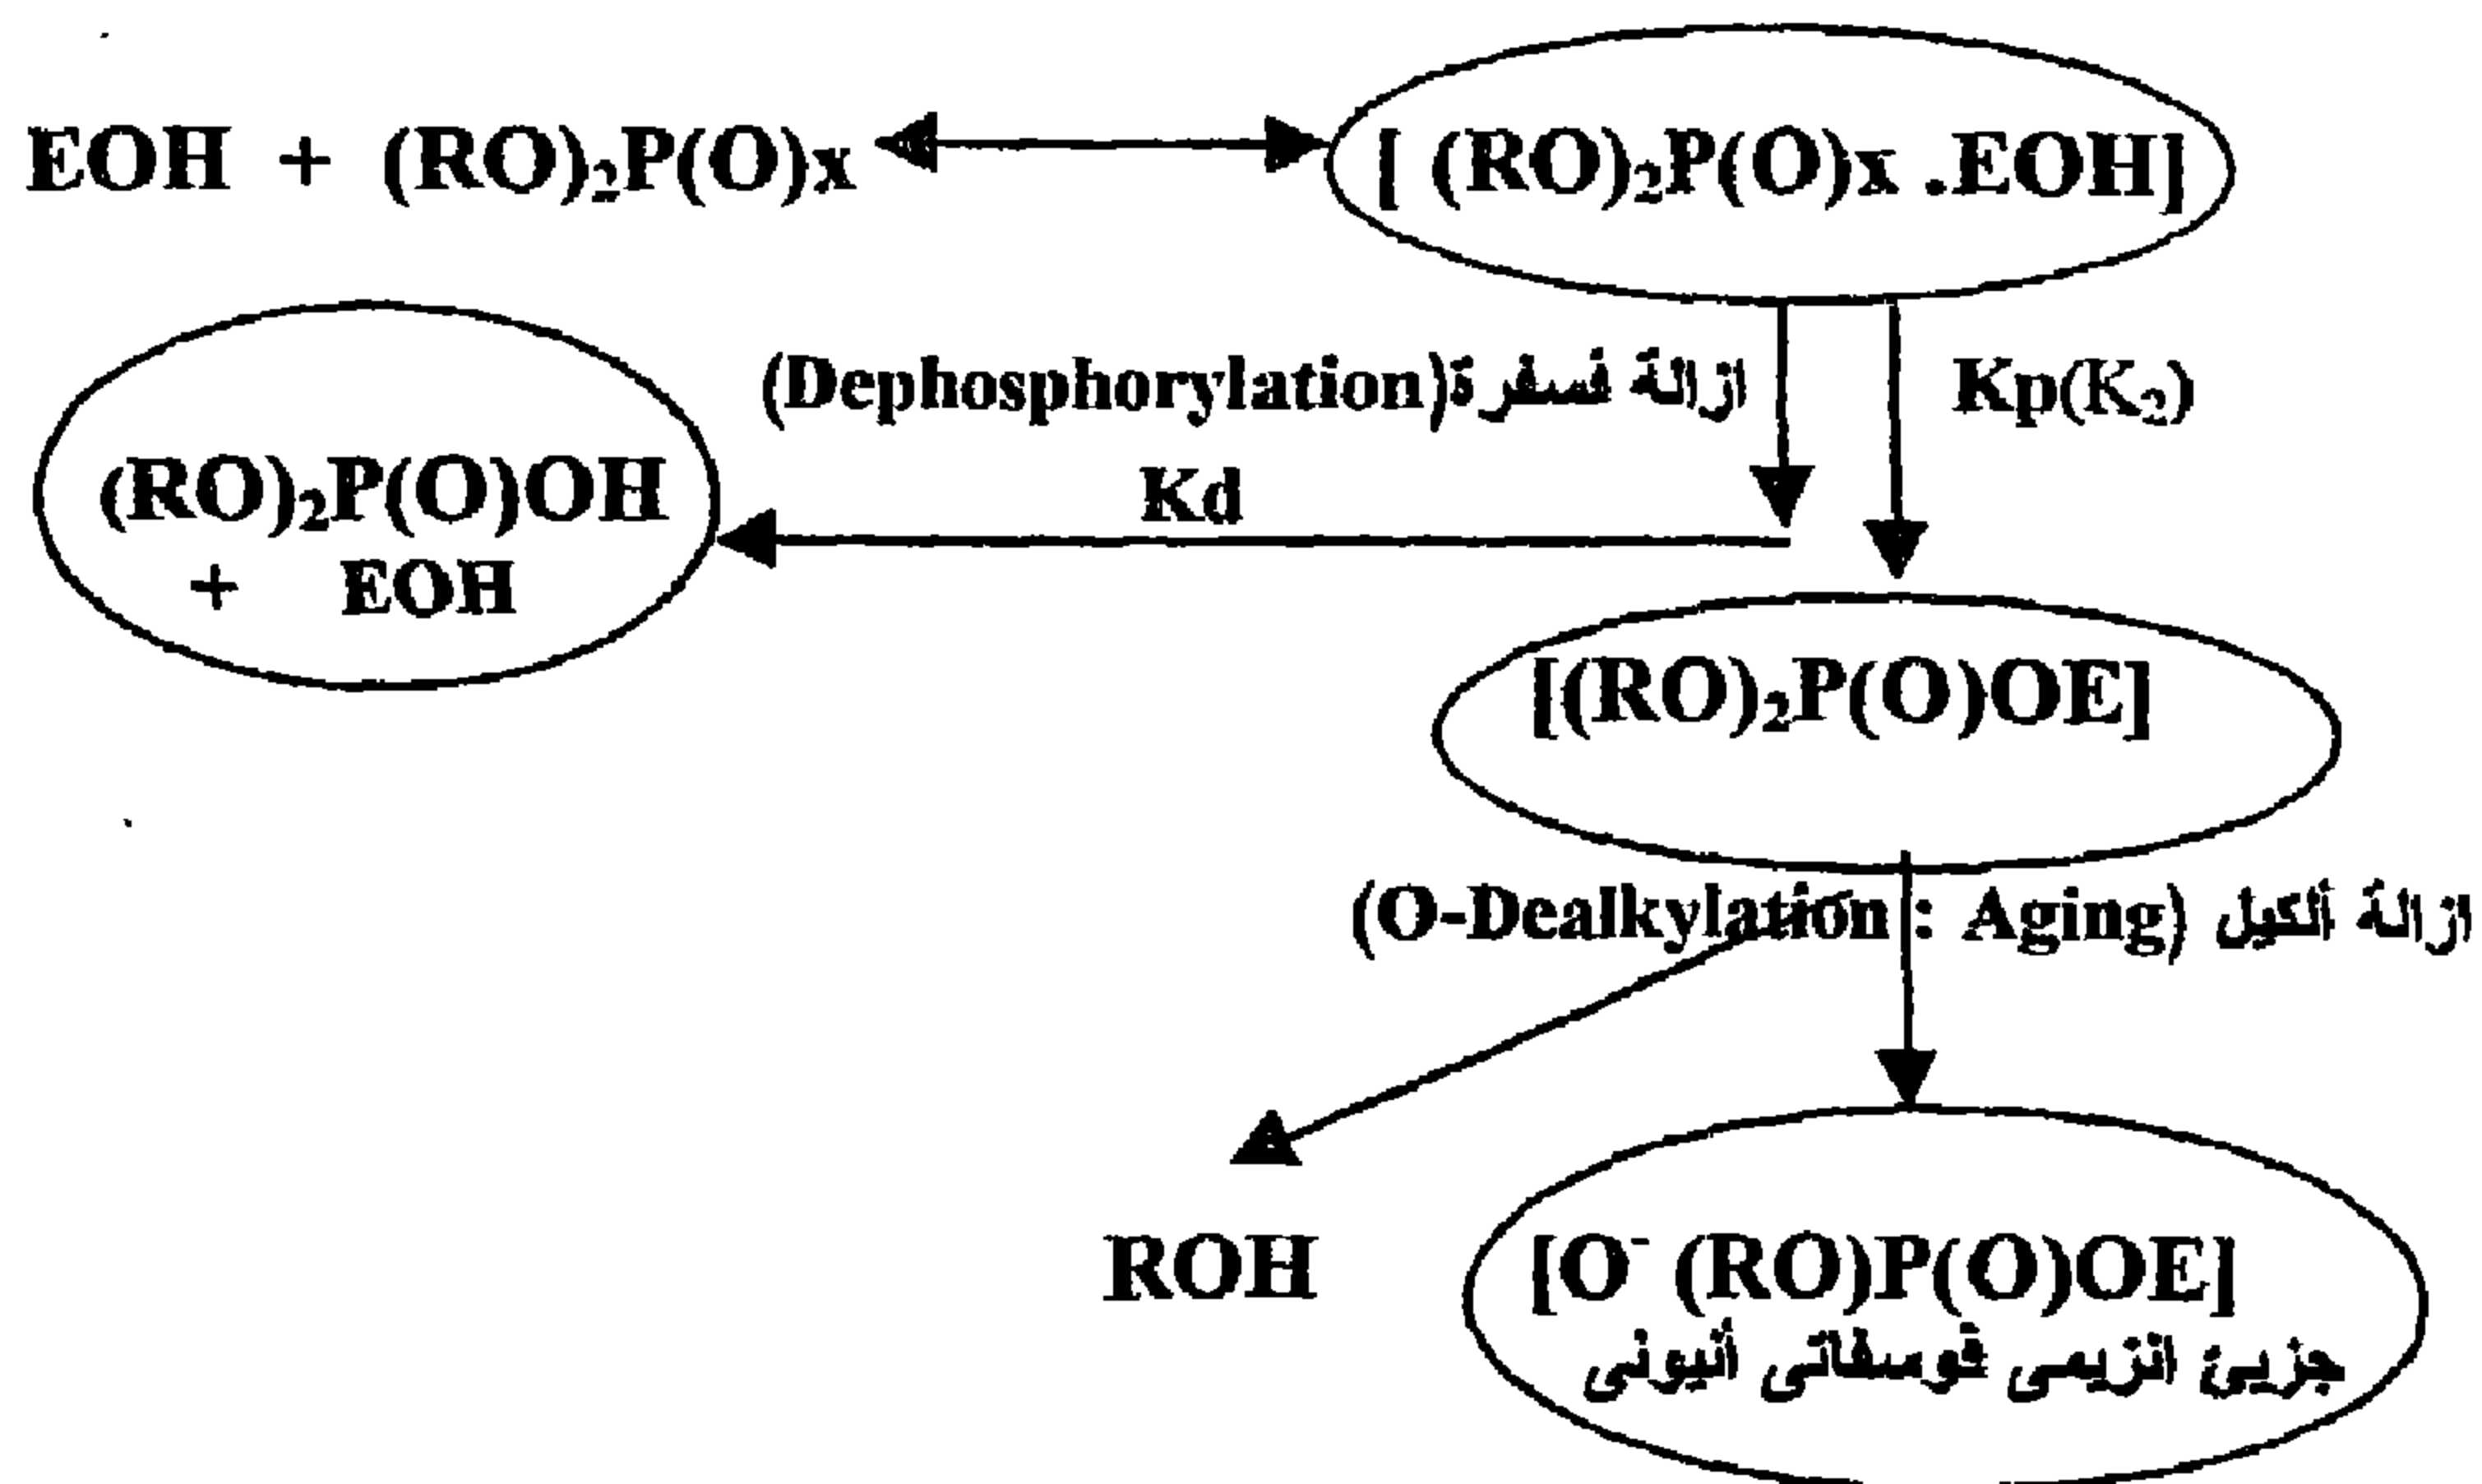 EOH + (RO)₂P(O)x [ (RO)₂P(O)x .EOH]
(Dephosphorylation) ازالة فسفرة Kp(K₂)
Kd
(RO)₂P(O)OH
+ EOH
[(RO)₂P(O)OE]
(O-Dealkylation : Aging) ازالة ألكيل
ROH [O⁻ (RO)P(O)OE]
جزيئ انزيمى فوسفاتى أنيونى